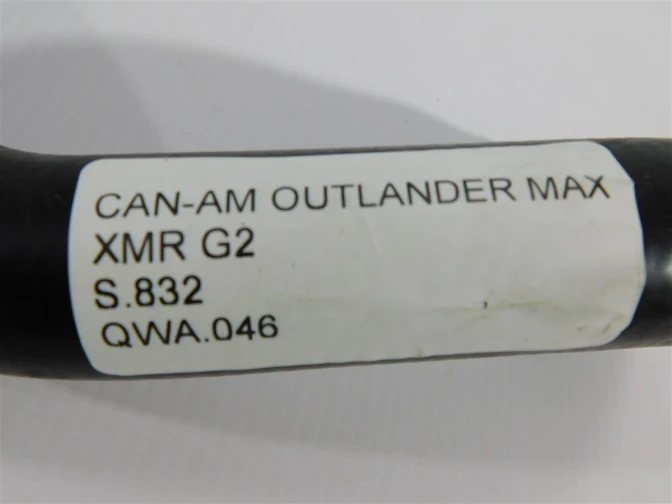 CAN-AM OUTLANDER MAX
XMR G2
S.832
QWA.046